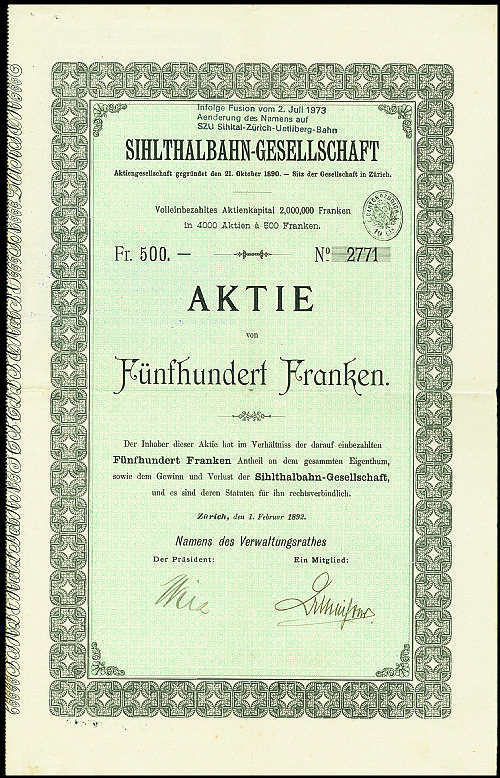 Infolge Fusion vom 2. Juli 1973
Aenderung des Namens auf
SZU Sihltal-Zürich-Uetliberg-Bahn
SIHLTHALBAHN-GESELLSCHAFT
Aktiengesellschaft gegründet den 21. Oktober 1890. — Sitz der Gesellschaft in Zürich.
Volleinbezahltes Aktienkapital 2,000,000 Franken
in 4000 Aktien à 500 Franken.
Fr. 500. — No 2771
AKTIE
von
Fünfhundert Franken.
Der Inhaber dieser Aktie hat im Verhältniss der darauf einbezahlten
Fünfhundert Franken Antheil an dem gesammten Eigenthum,
sowie dem Gewinn und Verlust der Sihlthalbahn-Gesellschaft,
und es sind deren Statuten für ihn rechtsverbindlich.
Zürich, den 1. Februar 1892.
Namens des Verwaltungsrathes
Der Präsident: Ein Mitglied: